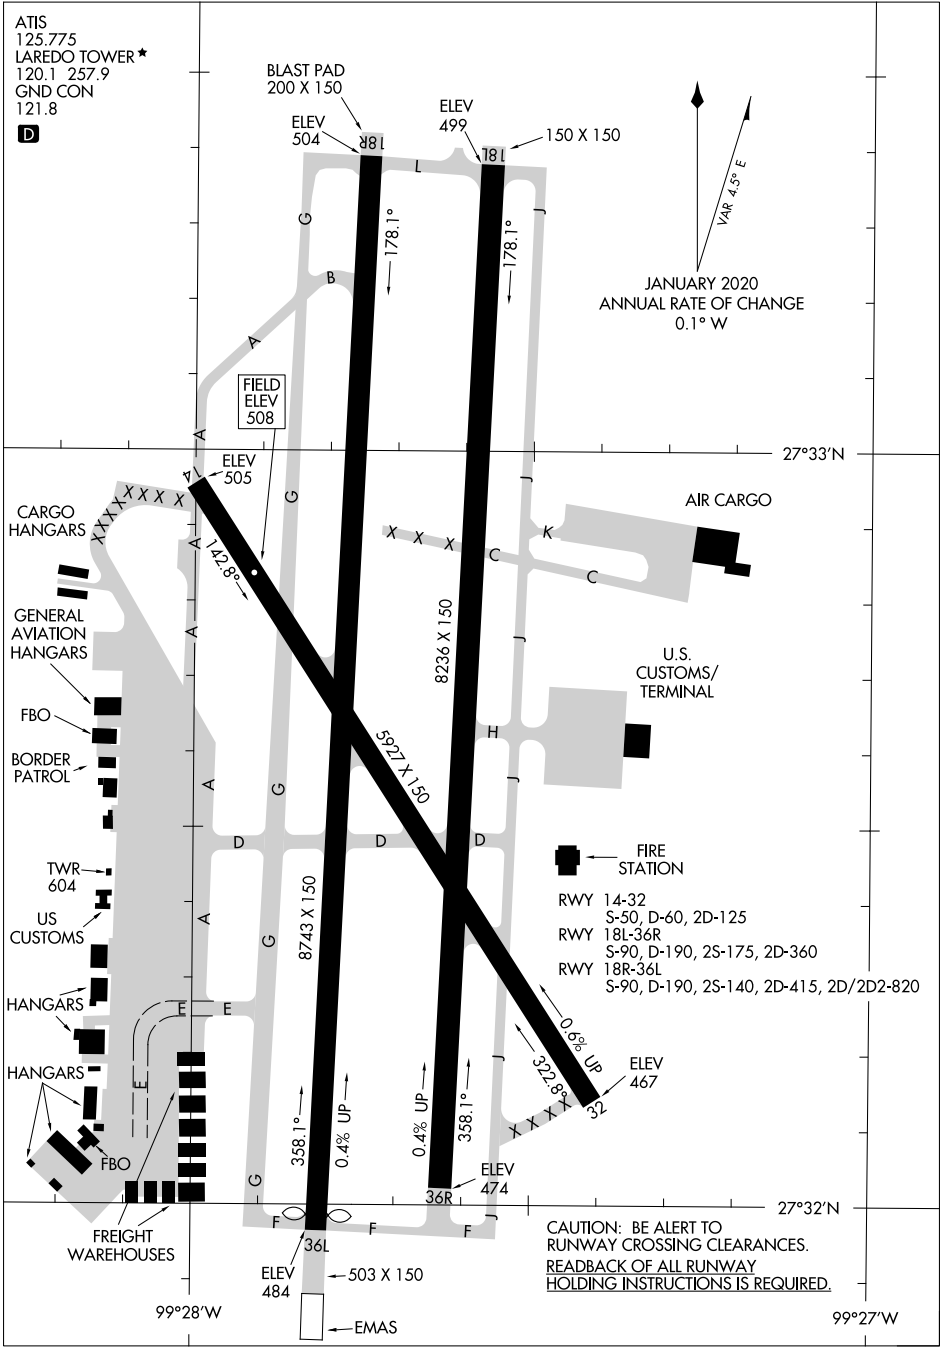 ATIS
125.775
LAREDO TOWER★
120.1 257.9
GND CON
121.8
D
BLAST PAD
200 X 150
ELEV
504
ELEV
499
150 X 150
18R
18L
L
J
G
178.1°
178.1°
VAR 4.5° E
JANUARY 2020
ANNUAL RATE OF CHANGE
0.1° W
B
A
FIELD
ELEV
508
A
27°33'N
ELEV
505
14
X X X X X X X X
CARGO
HANGARS
A
142.8°
G
J
X X X
C
K
C
AIR CARGO
GENERAL
AVIATION
HANGARS
A
8236 X 150
J
U.S.
CUSTOMS/
TERMINAL
FBO
BORDER
PATROL
H
5927 X 150
A
G
J
D
D
D
FIRE
STATION
TWR
604
US
CUSTOMS
A
G
8743 X 150
RWY 14-32
S-50, D-60, 2D-125
RWY 18L-36R
S-90, D-190, 2S-175, 2D-360
RWY 18R-36L
S-90, D-190, 2S-140, 2D-415, 2D/2D2-820
HANGARS
E
E
E
0.6% UP
322.8°
J
ELEV
467
32
X X X X
HANGARS
358.1°
0.4% UP
0.4% UP
358.1°
FBO
G
ELEV
474
36R
27°32'N
F
F
F
J
36L
FREIGHT
WAREHOUSES
ELEV
484
503 X 150
EMAS
CAUTION: BE ALERT TO
RUNWAY CROSSING CLEARANCES.
READBACK OF ALL RUNWAY
HOLDING INSTRUCTIONS IS REQUIRED.
99°28'W
99°27'W